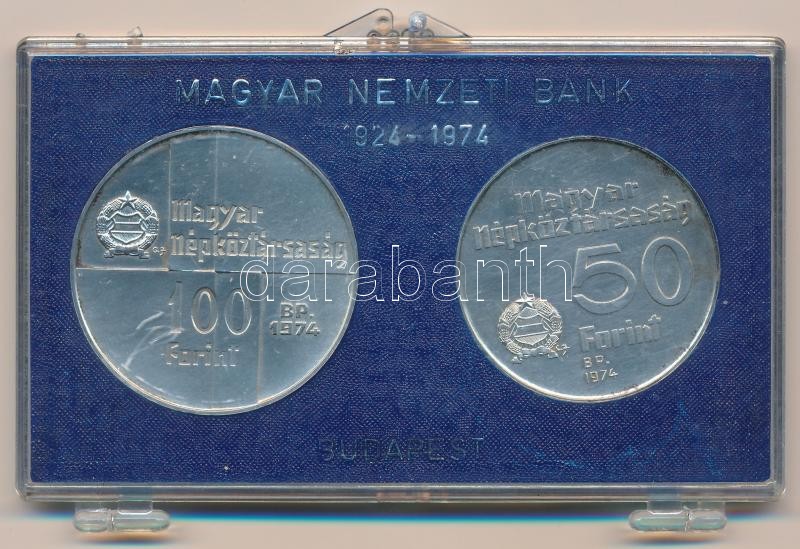 MAGYAR NEMZETI BANK
1924-1974
Magyar
Népköztársaság
100
BP.
1974
Forint
Magyar
Népköztársaság
50
Forint
BP.
1974
darabanth
BUDAPEST